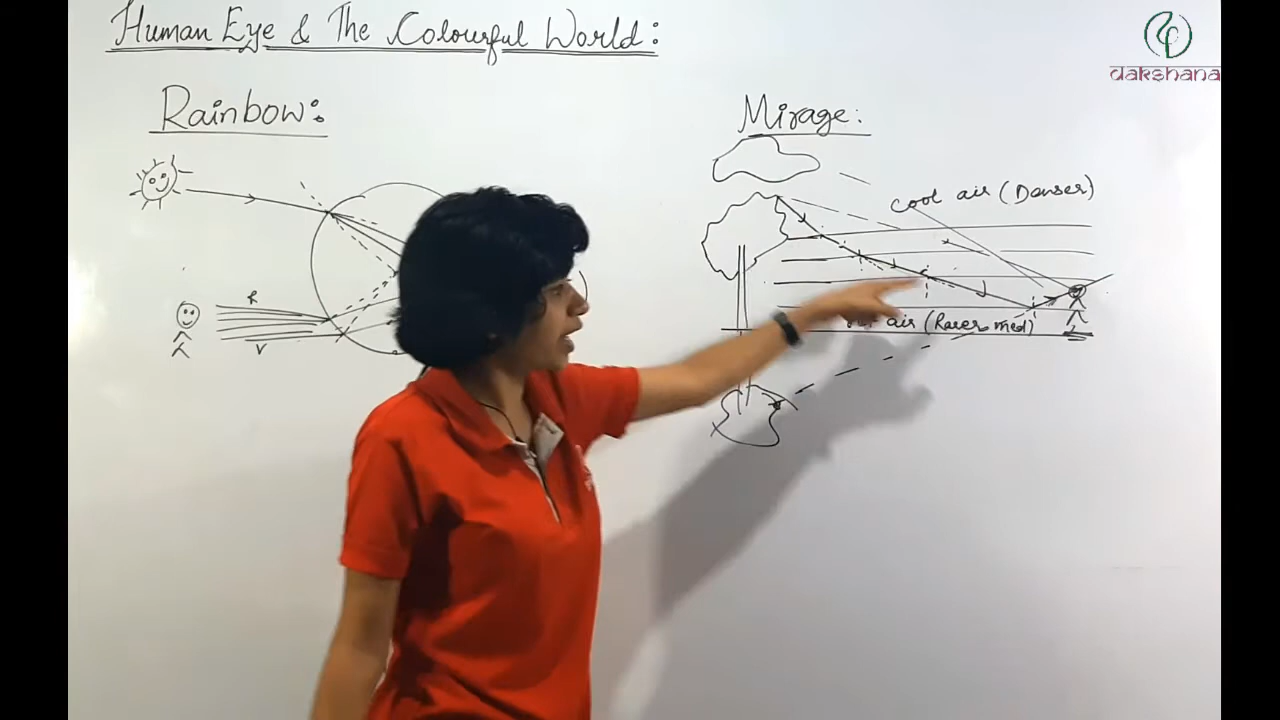 Human Eye & The Colourful World:
dakshana
Rainbow:
Mirage:
cool air (Denser)
R
V
air (Rarer med)